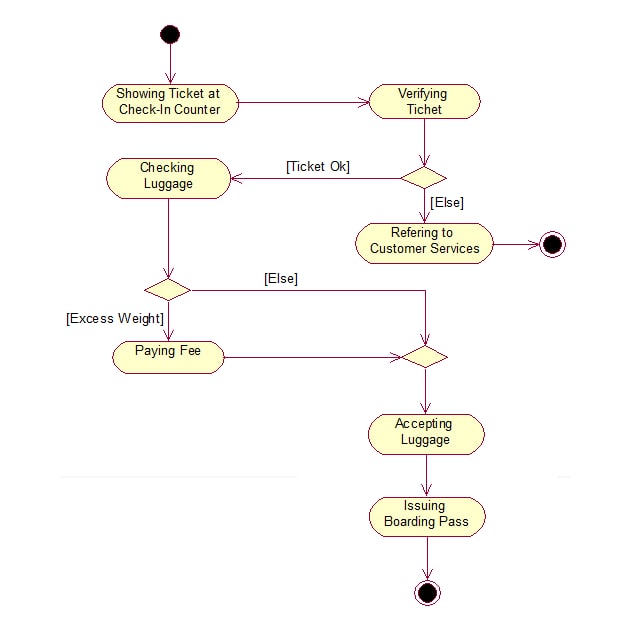 Showing Ticket at
Check-In Counter
Verifying
Tichet
[Ticket Ok]
Checking
Luggage
[Else]
Refering to
Customer Services
[Else]
[Excess Weight]
Paying Fee
Accepting
Luggage
Issuing
Boarding Pass